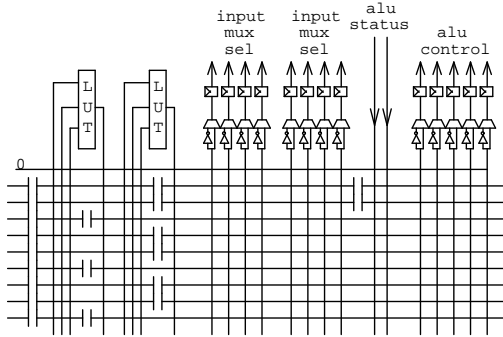 input
mux
sel
input
mux
sel
alu
status
alu
control
L
U
T
L
U
T
0